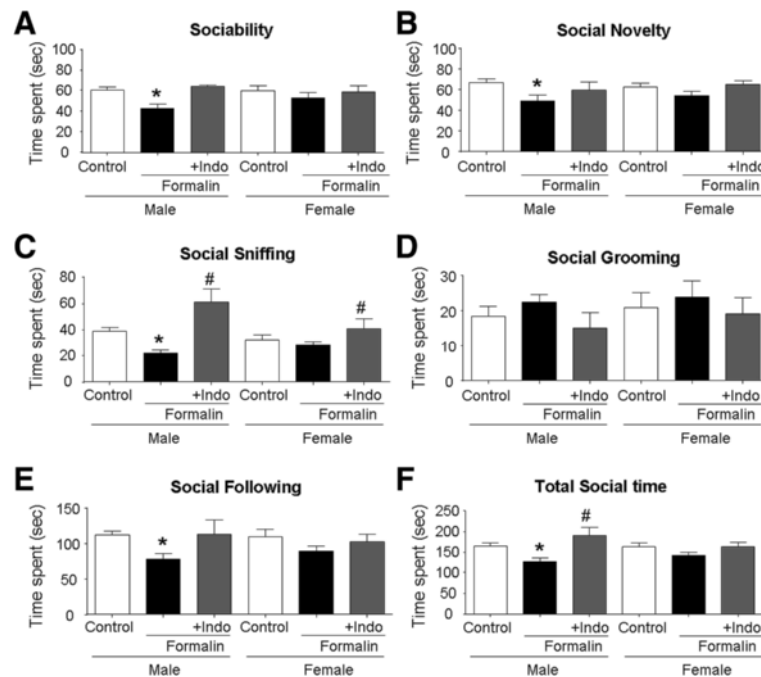 A
Sociability
Time spent (sec)
100
80
60
40
20
0
*
Control
+Indo
Control
+Indo
Formalin
Formalin
Male
Female
B
Social Novelty
Time spent (sec)
100
80
60
40
20
0
*
Control
+Indo
Control
+Indo
Formalin
Formalin
Male
Female
C
Social Sniffing
Time spent (sec)
80
60
40
20
0
*
#
#
Control
+Indo
Control
+Indo
Formalin
Formalin
Male
Female
D
Social Grooming
Time spent (sec)
30
20
10
0
Control
+Indo
Control
+Indo
Formalin
Formalin
Male
Female
E
Social Following
Time spent (sec)
150
100
50
0
*
Control
+Indo
Control
+Indo
Formalin
Formalin
Male
Female
F
Total Social time
Time spent (sec)
250
200
150
100
50
0
*
#
Control
+Indo
Control
+Indo
Formalin
Formalin
Male
Female